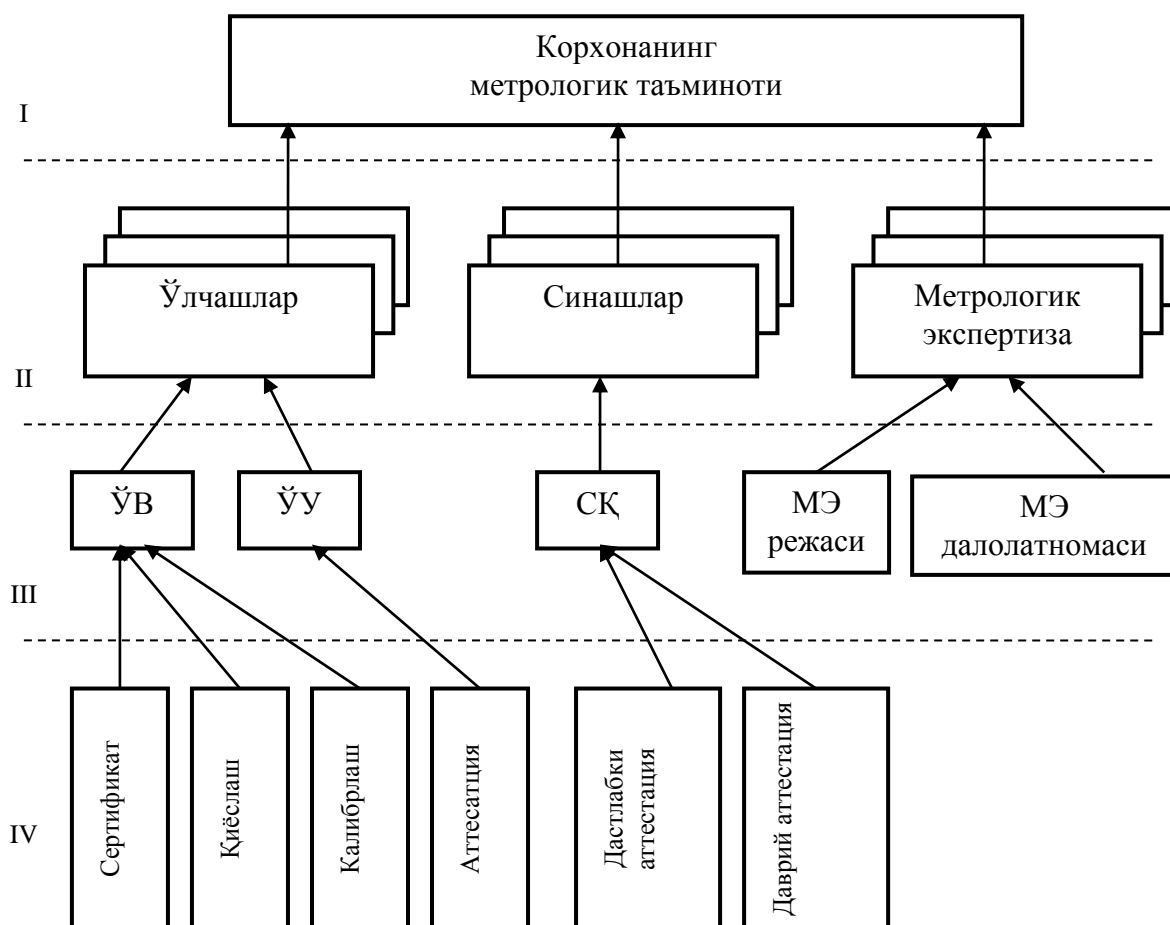 Корхонанинг
метрологик таъминоти
I
Ўлчашлар
Синашлар
Метрологик
экспертиза
II
ЎВ
ЎУ
СҚ
МЭ
режаси
МЭ
далолатномаси
III
Сертификат
Қиёслаш
Калибрлаш
Аттесатция
Дастлабки
аттестация
Даврий аттестация
IV